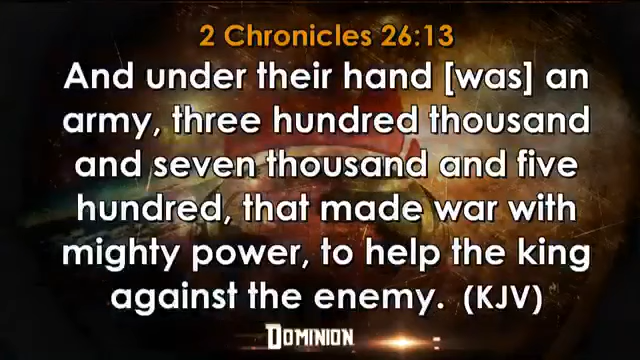 2 Chronicles 26:13
And under their hand [was] an
army, three hundred thousand
and seven thousand and five
hundred, that made war with
mighty power, to help the king
against the enemy. (KJV)
DOMINION